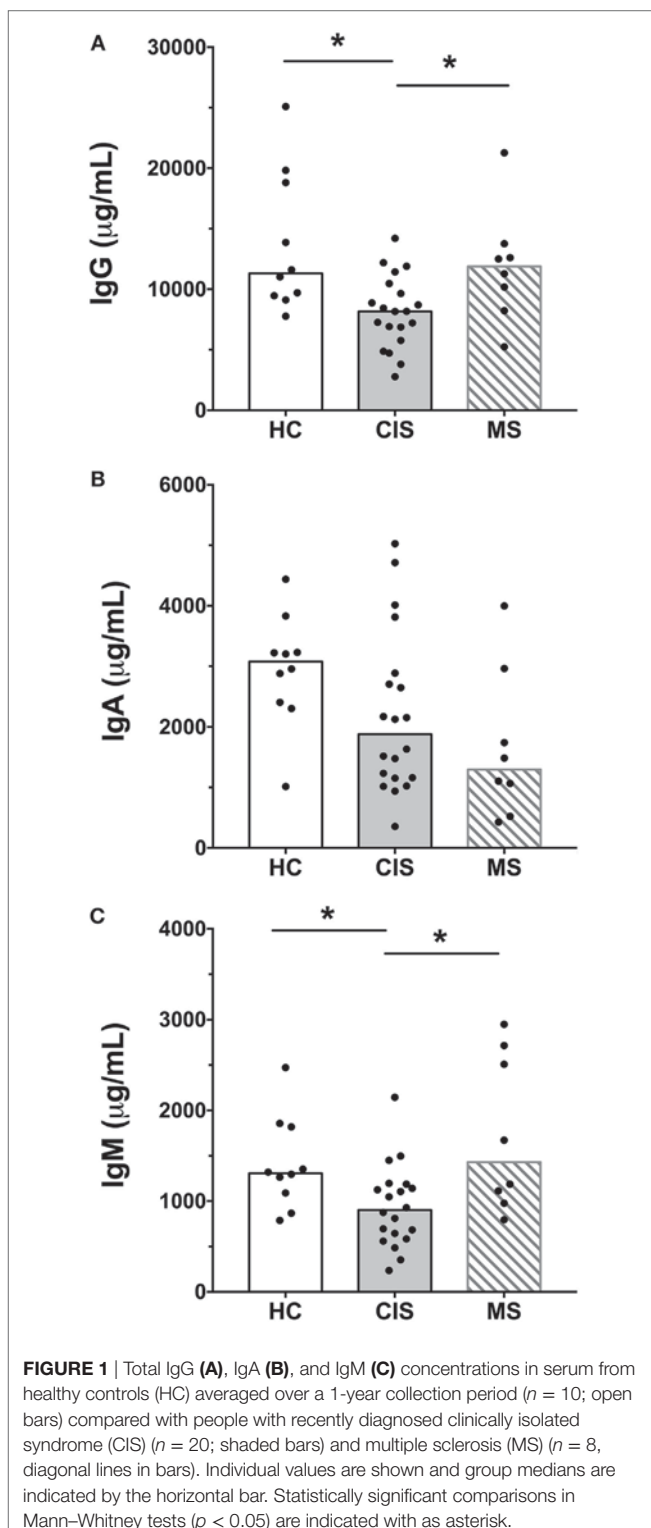 A
*
*
30000
20000
10000
0
IgG (µg/mL)
HC CIS MS
B
6000
4000
2000
0
IgA (µg/mL)
HC CIS MS
C
*
*
4000
3000
2000
1000
0
IgM (µg/mL)
HC CIS MS
FIGURE 1 | Total IgG (A), IgA (B), and IgM (C) concentrations in serum from
healthy controls (HC) averaged over a 1-year collection period (n = 10; open
bars) compared with people with recently diagnosed clinically isolated
syndrome (CIS) (n = 20; shaded bars) and multiple sclerosis (MS) (n = 8,
diagonal lines in bars). Individual values are shown and group medians are
indicated by the horizontal bar. Statistically significant comparisons in
Mann–Whitney tests (p < 0.05) are indicated with as asterisk.